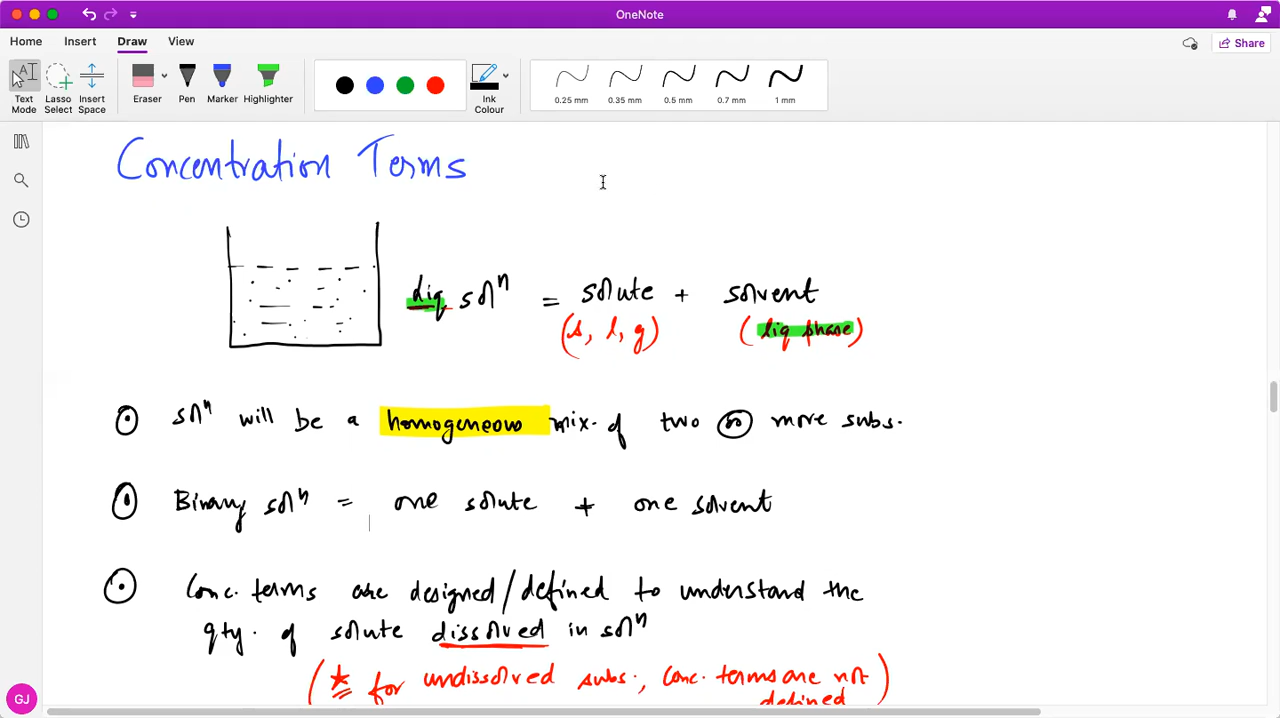 OneNote
Home Insert Draw View
Share
Text Mode
Lasso Select
Insert Space
Eraser
Pen
Marker
Highlighter
Ink Colour
0.25 mm 0.35 mm 0.5 mm 0.7 mm 1 mm
Concentration Terms
liq solⁿ = solute + solvent
(s, l, g) (liq phase)
solⁿ will be a homogeneous mix. of two or more subs.
Binary solⁿ = one solute + one solvent
Conc. terms are designed/defined to understand the
qty. of solute dissolved in solⁿ
(* for undissolved subs., conc. terms are not
defined)
GJ